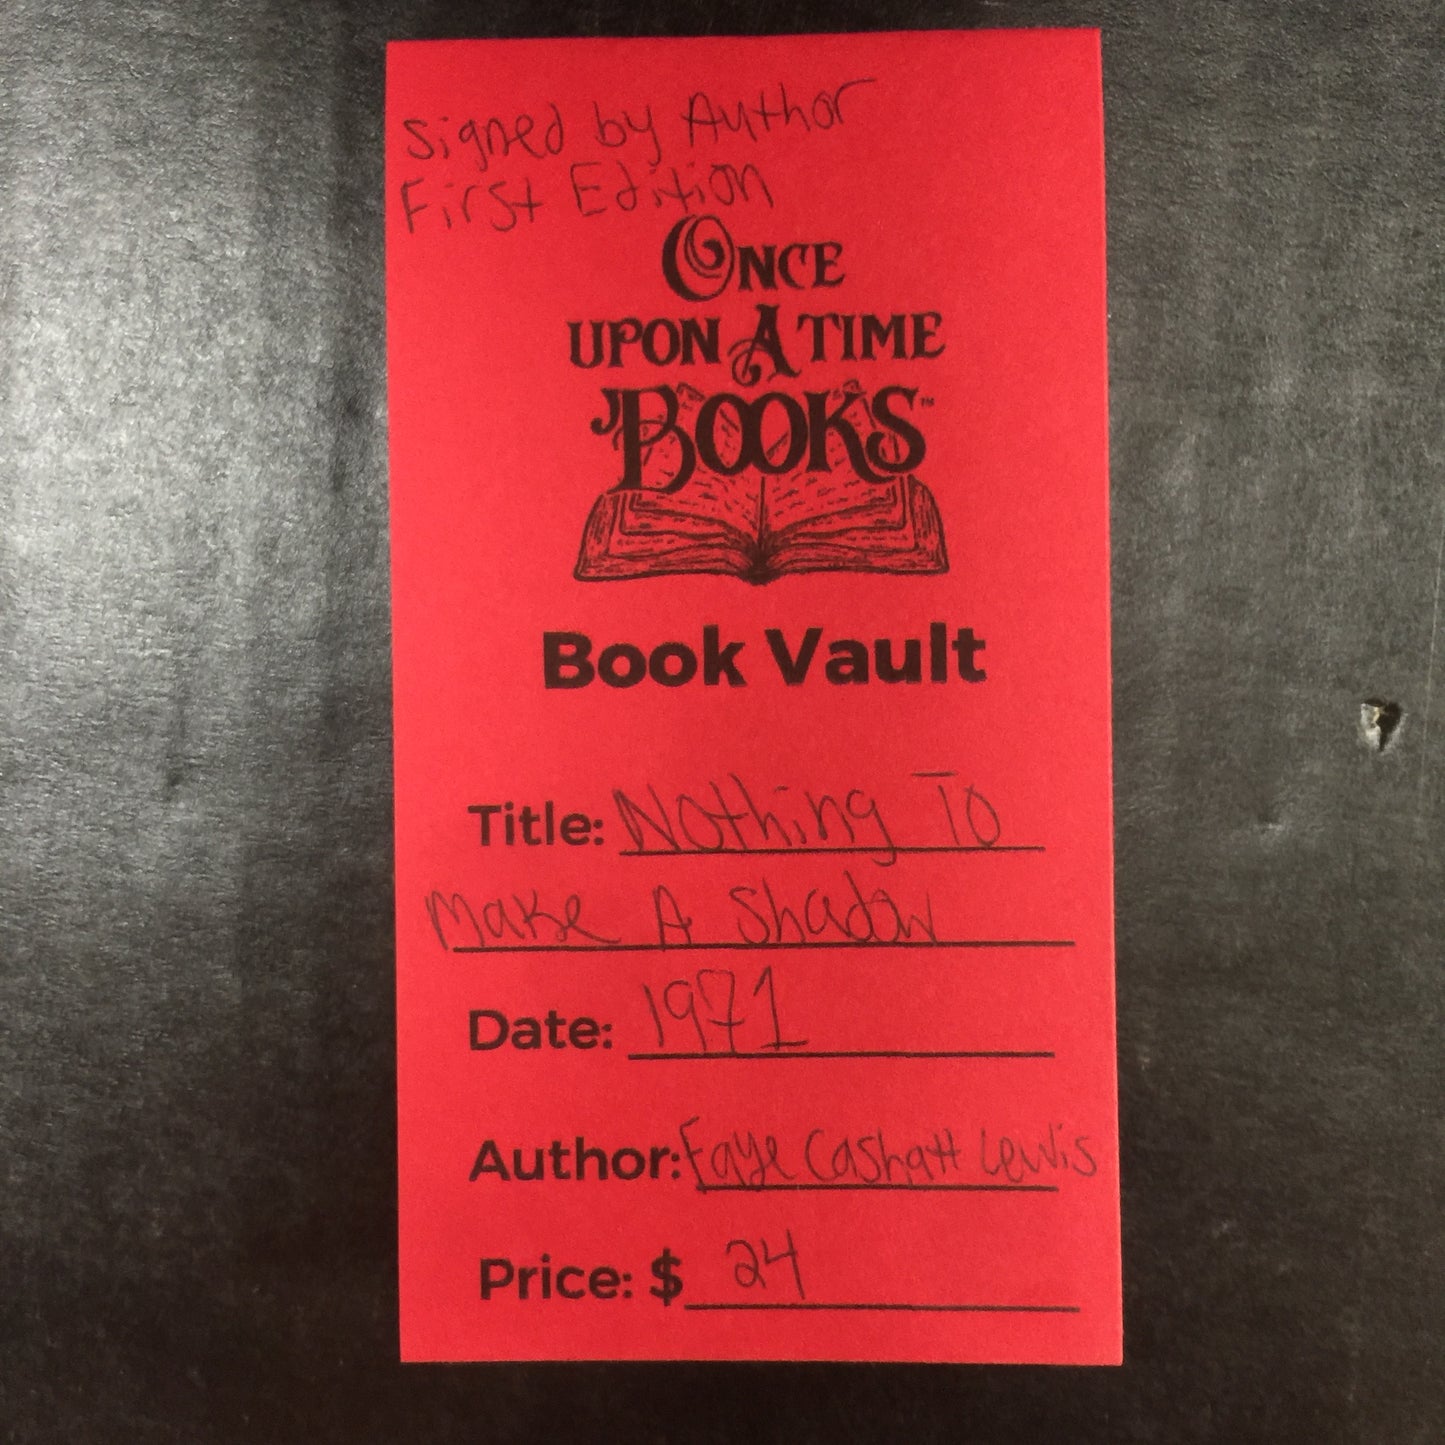 Signed by Author
First Edition
ONCE
UPON A TIME
BOOKS™
Book Vault
Title: Nothing To
Make A Shadow
Date: 1971
Author: Faye Cashatt Lewis
Price: $ 24